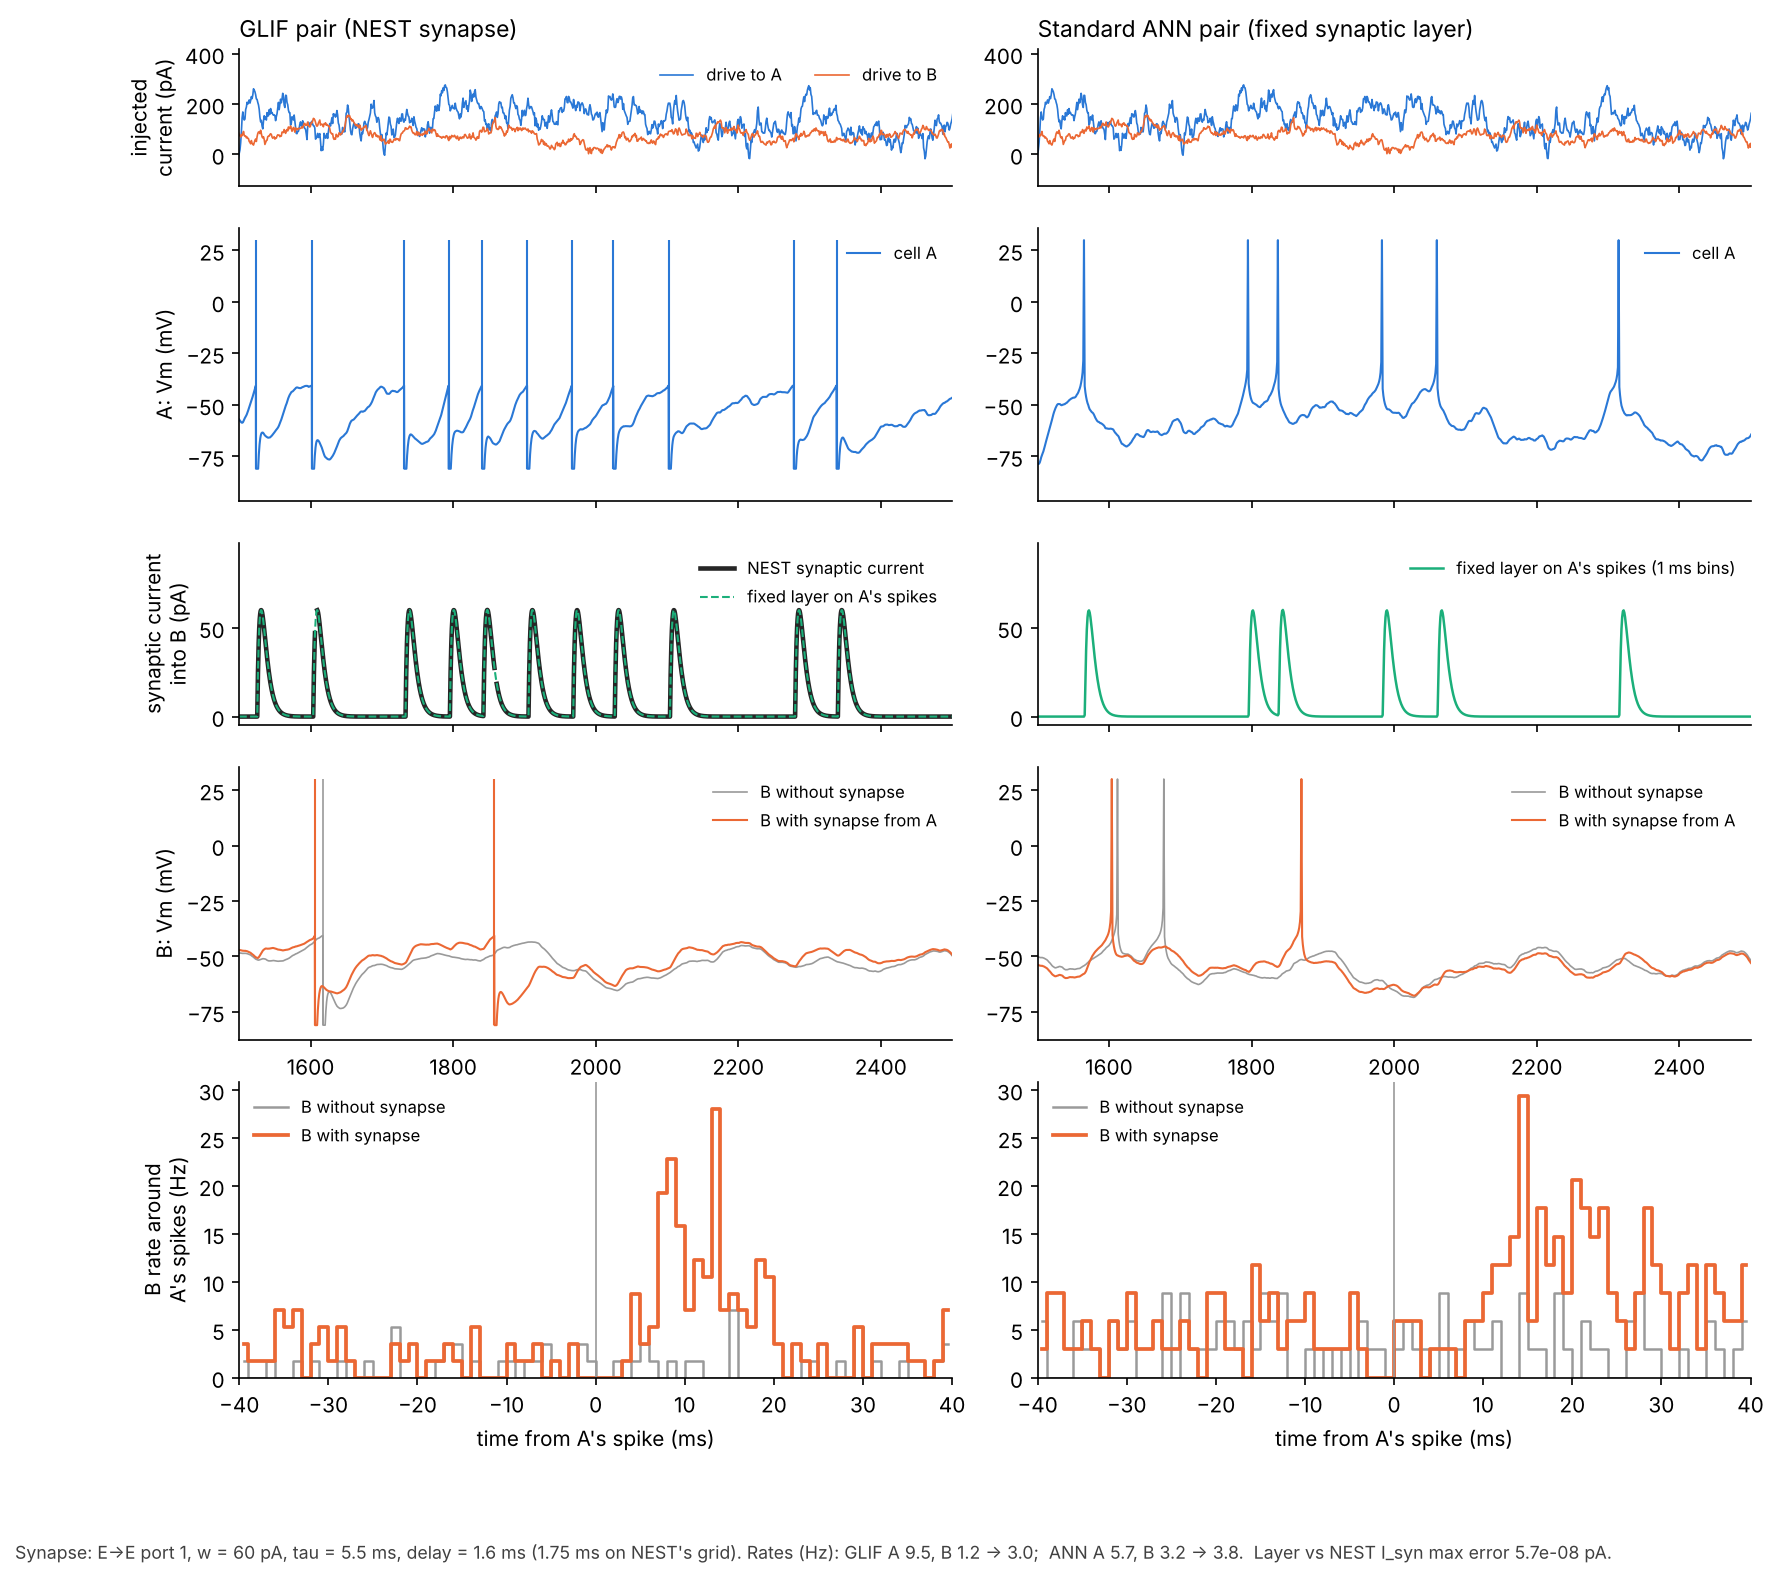 GLIF pair (NEST synapse)
Standard ANN pair (fixed synaptic layer)
injected
current (pA)
400
200
0
drive to A
drive to B
400
200
0
A: Vm (mV)
25
0
−25
−50
−75
cell A
25
0
−25
−50
−75
cell A
synaptic current
into B (pA)
50
0
NEST synaptic current
fixed layer on A's spikes
50
0
fixed layer on A's spikes (1 ms bins)
B: Vm (mV)
25
0
−25
−50
−75
B without synapse
B with synapse from A
1600 1800 2000 2200 2400
25
0
−25
−50
−75
B without synapse
B with synapse from A
1600 1800 2000 2200 2400
B rate around
A's spikes (Hz)
30
25
20
15
10
5
0
B without synapse
B with synapse
−40 −30 −20 −10 0 10 20 30 40
time from A's spike (ms)
30
25
20
15
10
5
0
B without synapse
B with synapse
−40 −30 −20 −10 0 10 20 30 40
time from A's spike (ms)
Synapse: E→E port 1, w = 60 pA, tau = 5.5 ms, delay = 1.6 ms (1.75 ms on NEST's grid). Rates (Hz): GLIF A 9.5, B 1.2 → 3.0;  ANN A 5.7, B 3.2 → 3.8.  Layer vs NEST I_syn max error 5.7e-08 pA.